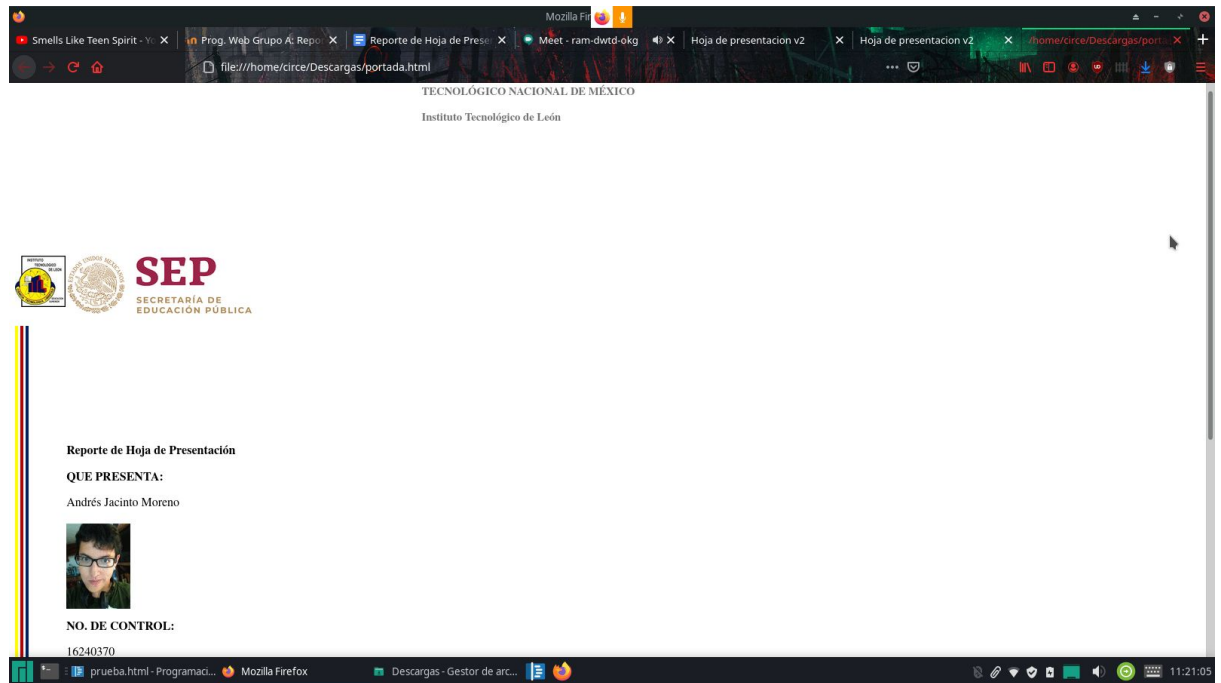 Mozilla Fir
Smells Like Teen Spirit - Yo
Prog. Web Grupo A: Repo
Reporte de Hoja de Prese
Meet - ram-dwtd-okg
Hoja de presentacion v2
Hoja de presentacion v2
/home/circe/Descargas/porta
file:///home/circe/Descargas/portada.html
TECNOLÓGICO NACIONAL DE MÉXICO
Instituto Tecnológico de León
SEP
SECRETARÍA DE
EDUCACIÓN PÚBLICA
Reporte de Hoja de Presentación
QUE PRESENTA:
Andrés Jacinto Moreno
NO. DE CONTROL:
16240370
prueba.html - Programaci...
Mozilla Firefox
Descargas - Gestor de arc...
11:21:05